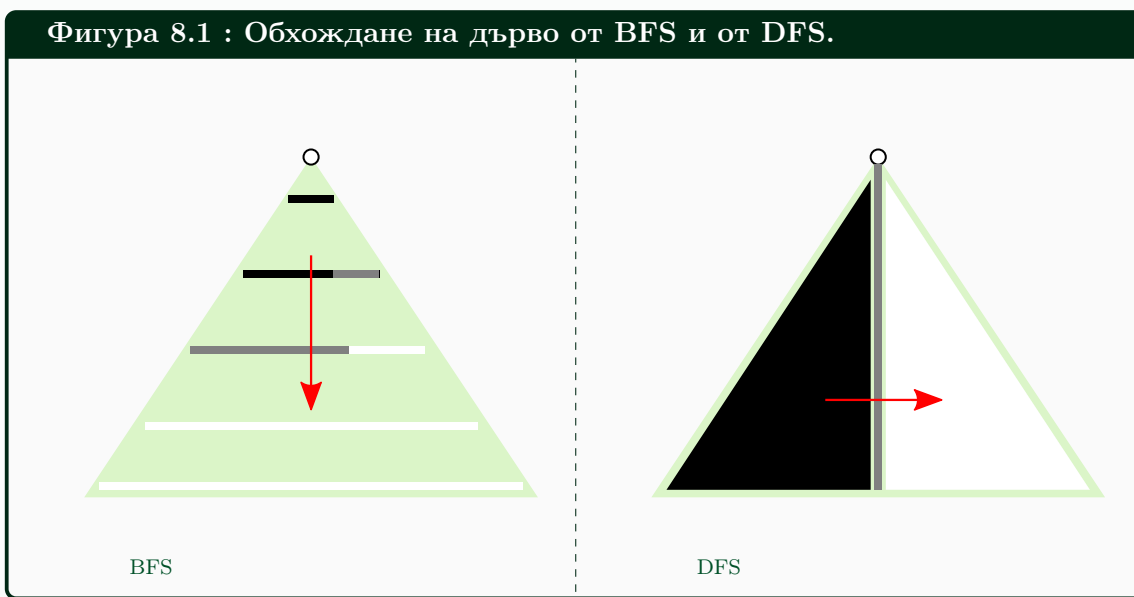 Фигура 8.1 : Обхождане на дърво от BFS и от DFS.
BFS
DFS